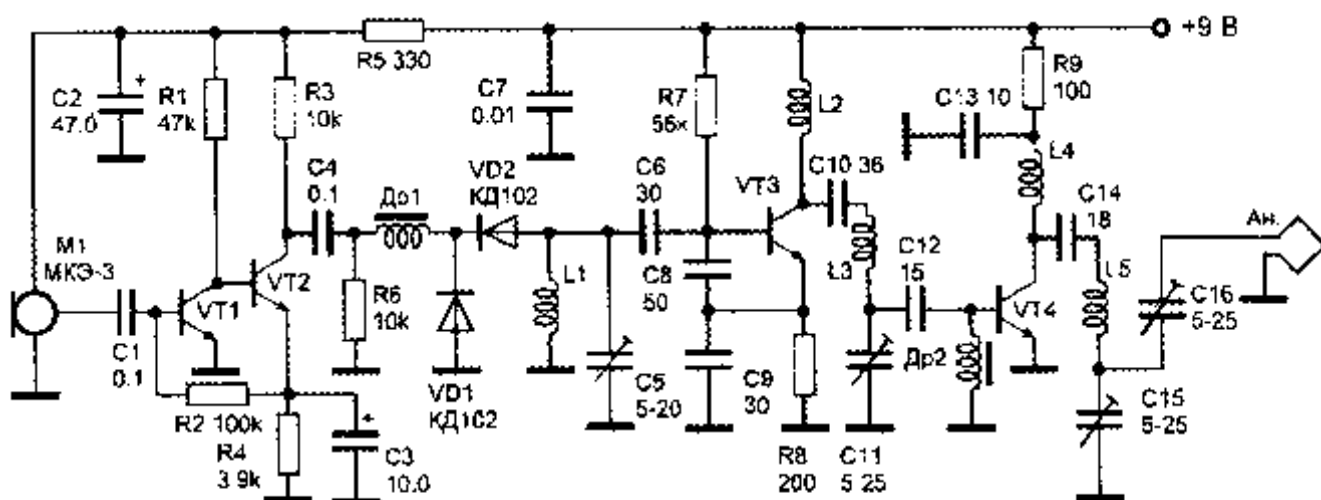 +9 В
R5 330
C2
47.0
R1
47k
R3
10k
C7
0.01
R7
56к
L2
C13 10
R9
100
L4
C4
0.1
Др1
VD2
КД102
C6
30
VT3
C10 36
C14
18
Ан.
M1
МКЭ-3
VT1
VT2
R6
10k
L1
C8
50
L3
C12
15
VT4
L5
C16
5-25
C1
0.1
R2 100k
R4
3.9k
C3
10.0
VD1
КД102
C5
5-20
C9
30
R8
200
C11
5 25
Др2
C15
5-25